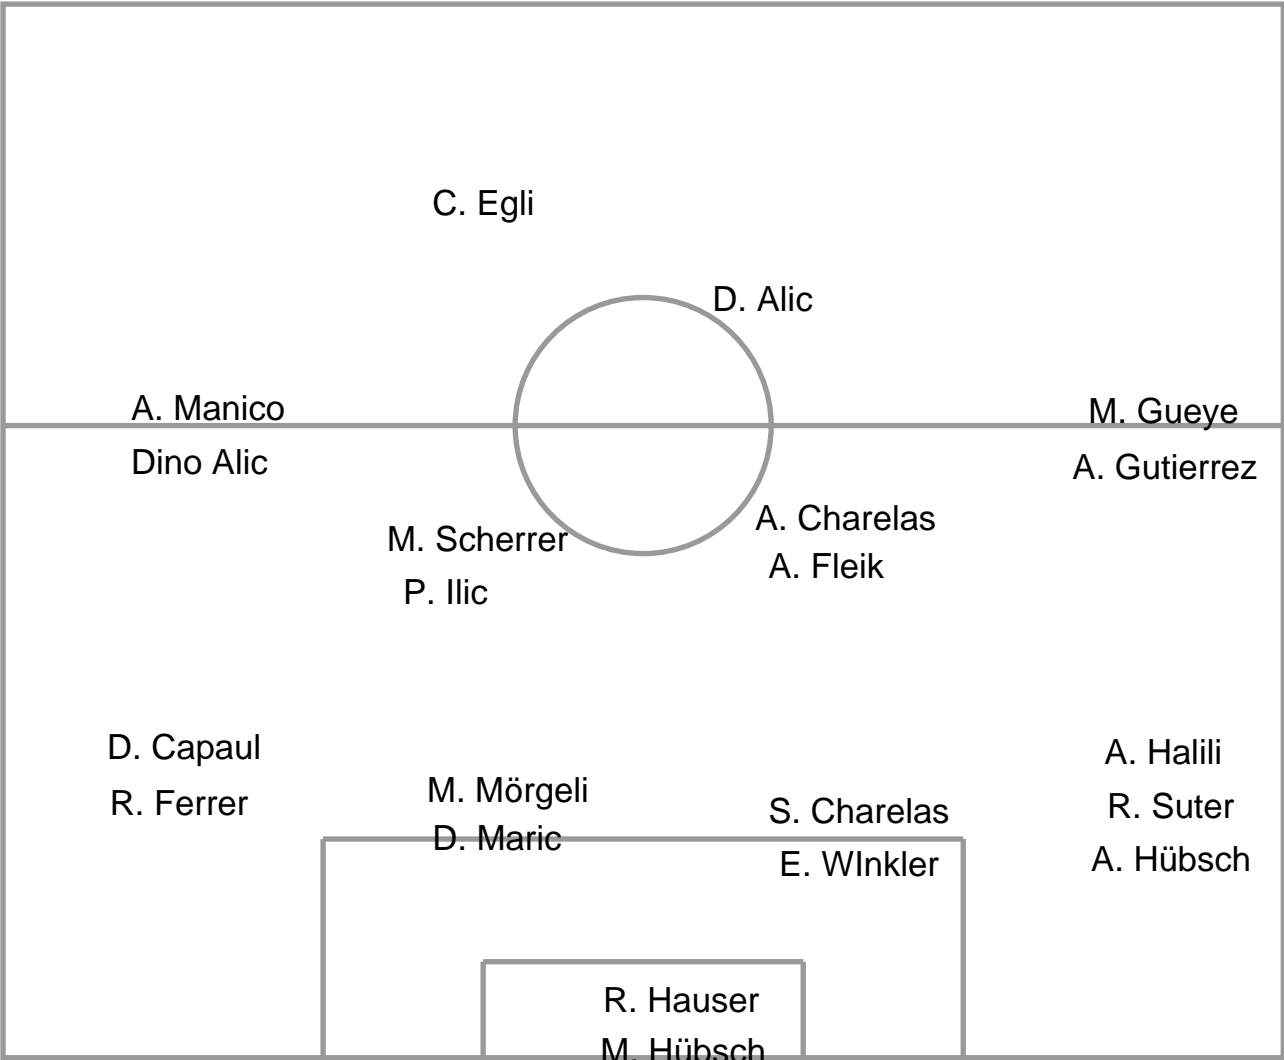 C. Egli
D. Alic
A. Manico
M. Gueye
Dino Alic
A. Gutierrez
A. Charelas
M. Scherrer
A. Fleik
P. Ilic
D. Capaul
A. Halili
M. Mörgeli
R. Ferrer
R. Suter
S. Charelas
D. Maric
E. WInkler
A. Hübsch
R. Hauser
M. Hübsch